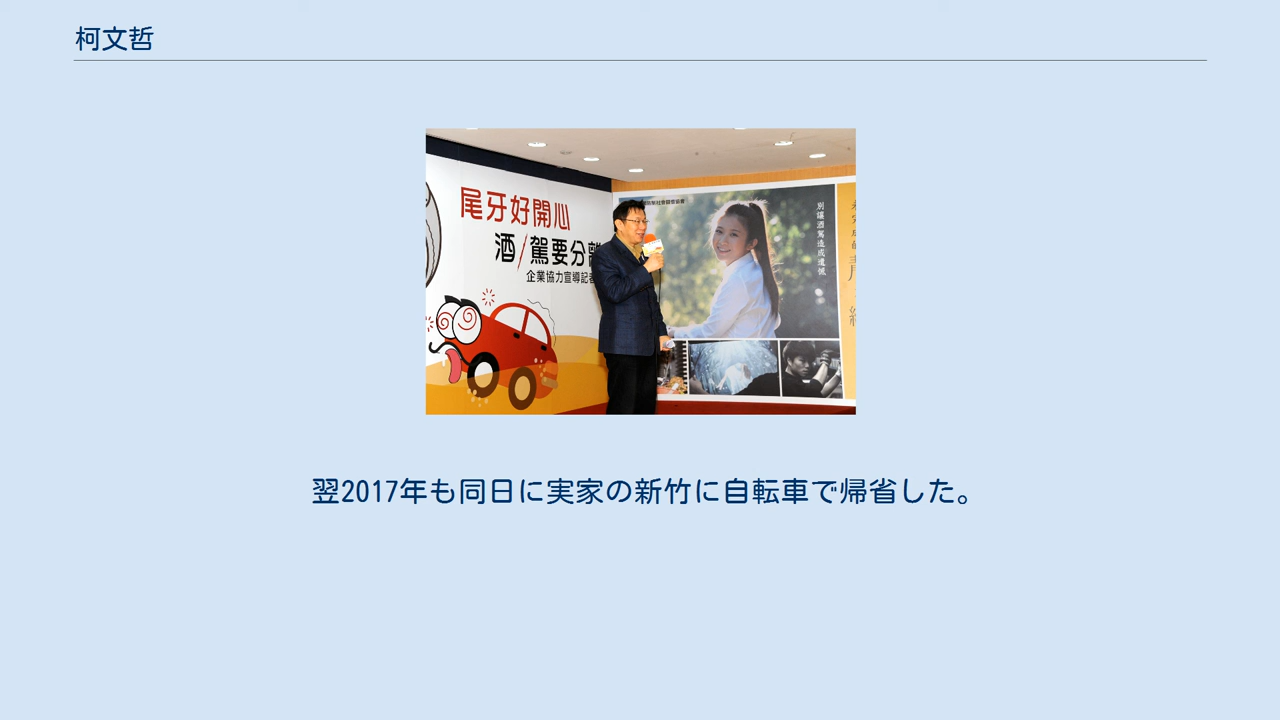 柯文哲
尾牙好開心
酒/駕要分離
企業協力宣導記者
別讓酒駕造成遺憾
翌2017年も同日に実家の新竹に自転車で帰省した。